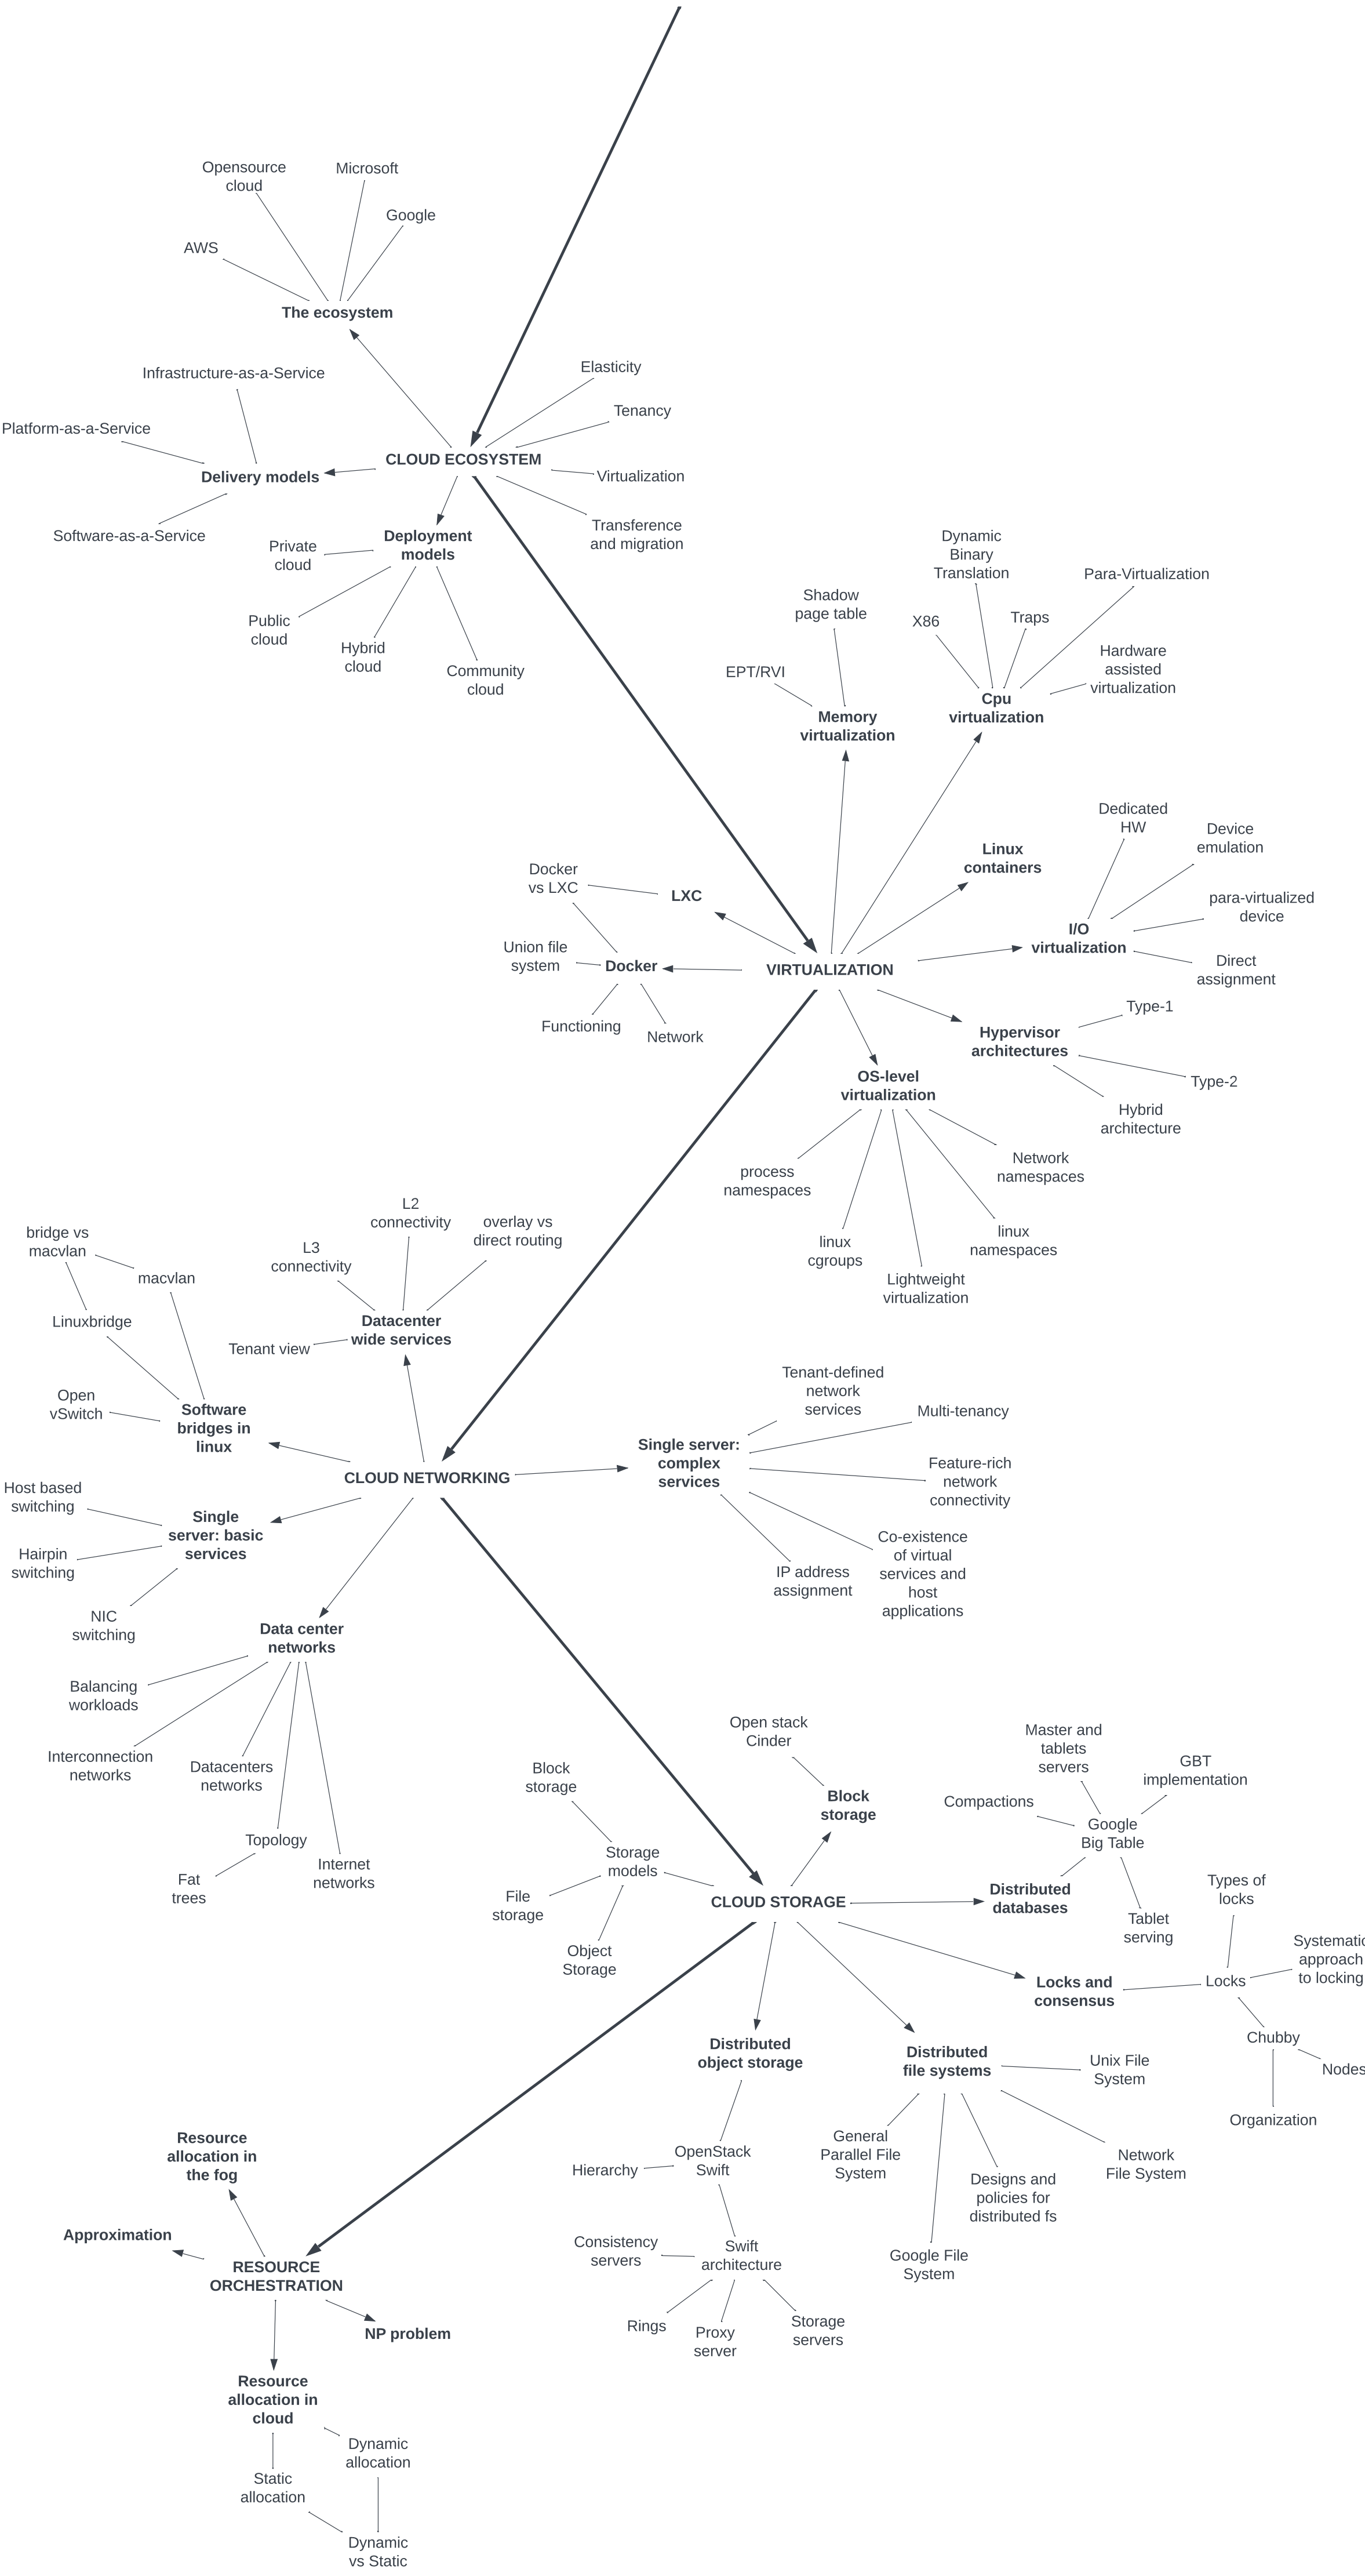 Opensource
cloud
Microsoft
Google
AWS
The ecosystem
Infrastructure-as-a-Service
Elasticity
Tenancy
Platform-as-a-Service
CLOUD ECOSYSTEM
Delivery models
Virtualization
Software-as-a-Service
Transference
and migration
Deployment
models
Private
cloud
Public
cloud
Hybrid
cloud
Community
cloud
Dynamic
Binary
Translation
Para-Virtualization
Shadow
page table
X86
Traps
Hardware
assisted
virtualization
EPT/RVI
Memory
virtualization
Cpu
virtualization
Dedicated
HW
Device
emulation
Linux
containers
Docker
vs LXC
LXC
para-virtualized
device
I/O
virtualization
Union file
system
Docker
VIRTUALIZATION
Direct
assignment
Functioning
Network
Type-1
Hypervisor
architectures
OS-level
virtualization
Type-2
Hybrid
architecture
process
namespaces
Network
namespaces
linux
cgroups
linux
namespaces
Lightweight
virtualization
L2
connectivity
overlay vs
direct routing
bridge vs
macvlan
L3
connectivity
macvlan
Linuxbridge
Datacenter
wide services
Tenant view
Open
vSwitch
Software
bridges in
linux
Tenant-defined
network
services
Multi-tenancy
Single server:
complex
services
CLOUD NETWORKING
Feature-rich
network
connectivity
Host based
switching
Single
server: basic
services
Hairpin
switching
Co-existence
of virtual
services and
host
applications
IP address
assignment
NIC
switching
Data center
networks
Balancing
workloads
Interconnection
networks
Datacenters
networks
Topology
Internet
networks
Fat
trees
Open stack
Cinder
Master and
tablets
servers
GBT
implementation
Block
storage
Block
storage
Compactions
Google
Big Table
Storage
models
File
storage
Object
Storage
CLOUD STORAGE
Distributed
databases
Tablet
serving
Types of
locks
Systematic
approach
to locking
Locks and
consensus
Locks
Chubby
Nodes
Organization
Distributed
object storage
Distributed
file systems
Unix File
System
General
Parallel File
System
Network
File System
Designs and
policies for
distributed fs
Google File
System
OpenStack
Swift
Hierarchy
Consistency
servers
Swift
architecture
Rings
Proxy
server
Storage
servers
Resource
allocation in
the fog
Approximation
RESOURCE
ORCHESTRATION
NP problem
Resource
allocation in
cloud
Dynamic
allocation
Static
allocation
Dynamic
vs Static